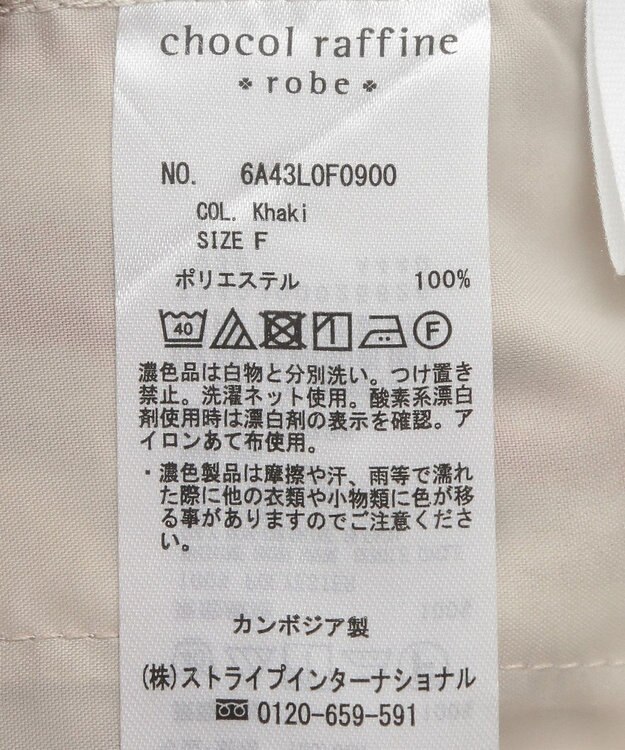 chocol raffine
robe
NO. 6A43L0F0900
COL. Khaki
SIZE F
ポリエステル 100%
40 F
濃色品は白物と分別洗い。つけ置き
禁止。洗濯ネット使用。酸素系漂白
剤使用時は漂白剤の表示を確認。ア
イロンあて布使用。
・濃色製品は摩擦や汗、雨等で濡れ
た際に他の衣類や小物類に色が移
る事がありますのでご注意くださ
い。
カンボジア製
(株)ストライプインターナショナル
0120-659-591